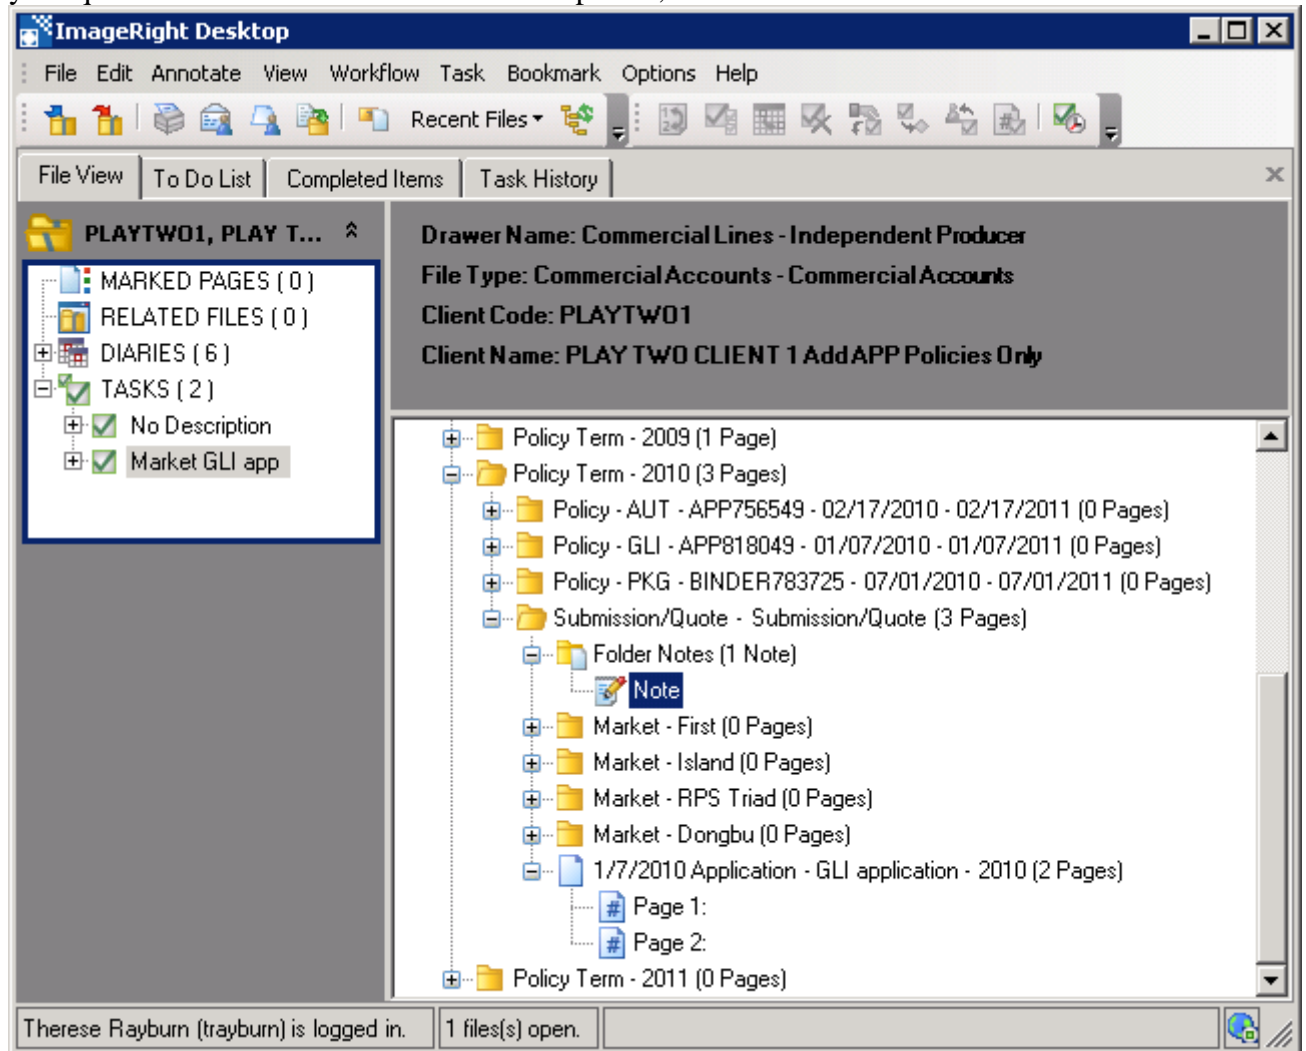 ImageRight Desktop
File Edit Annotate View Workflow Task Bookmark Options Help
Recent Files
File View To Do List Completed Items Task History
PLAYTWO1, PLAY T...
MARKED PAGES ( 0 )
RELATED FILES ( 0 )
DIARIES ( 6 )
TASKS ( 2 )
No Description
Market GLI app
Drawer Name: Commercial Lines - Independent Producer
File Type: Commercial Accounts - Commercial Accounts
Client Code: PLAYTWO1
Client Name: PLAY TWO CLIENT 1 Add APP Policies Only
Policy Term - 2009 (1 Page)
Policy Term - 2010 (3 Pages)
Policy - AUT - APP756549 - 02/17/2010 - 02/17/2011 (0 Pages)
Policy - GLI - APP818049 - 01/07/2010 - 01/07/2011 (0 Pages)
Policy - PKG - BINDER783725 - 07/01/2010 - 07/01/2011 (0 Pages)
Submission/Quote - Submission/Quote (3 Pages)
Folder Notes (1 Note)
Note
Market - First (0 Pages)
Market - Island (0 Pages)
Market - RPS Triad (0 Pages)
Market - Dongbu (0 Pages)
1/7/2010 Application - GLI application - 2010 (2 Pages)
Page 1:
Page 2:
Policy Term - 2011 (0 Pages)
Therese Rayburn (trayburn) is logged in. 1 files(s) open.